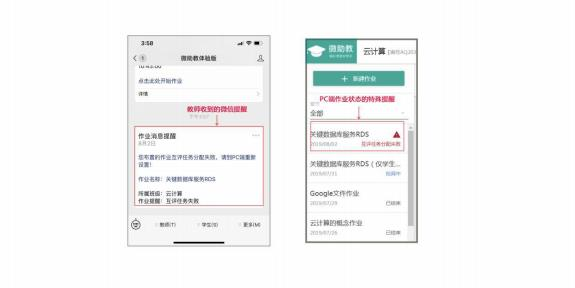 3:58
1
微助教体验版
10:43:00
点击此处开始作业
详情
教师收到的微信提醒
作业消息提醒
8月2日
您布置的作业互评任务分配失败，请到PC端重新
设置！
作业名称：关键数据库服务RDS
所属班级：云计算
作业提醒：互评任务失败
教师(T)
学生(S)
更多(M)
微助教
云计算
＋ 新建作业
PC端作业状态的特殊提醒
全部
关键数据库服务RDS
2019/08/02
互评任务分配失败
关键数据库服务RDS（仅学生...
2019/07/31
Google文件作业
2019/07/29
已结束
云计算的概念作业
2019/07/26
已结束